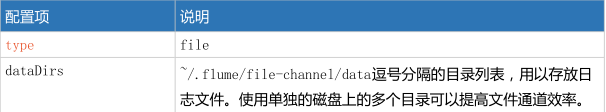 配置项 说明
type file
dataDirs ~/.flume/file-channel/data逗号分隔的目录列表，用以存放日
志文件。使用单独的磁盘上的多个目录可以提高文件通道效率。